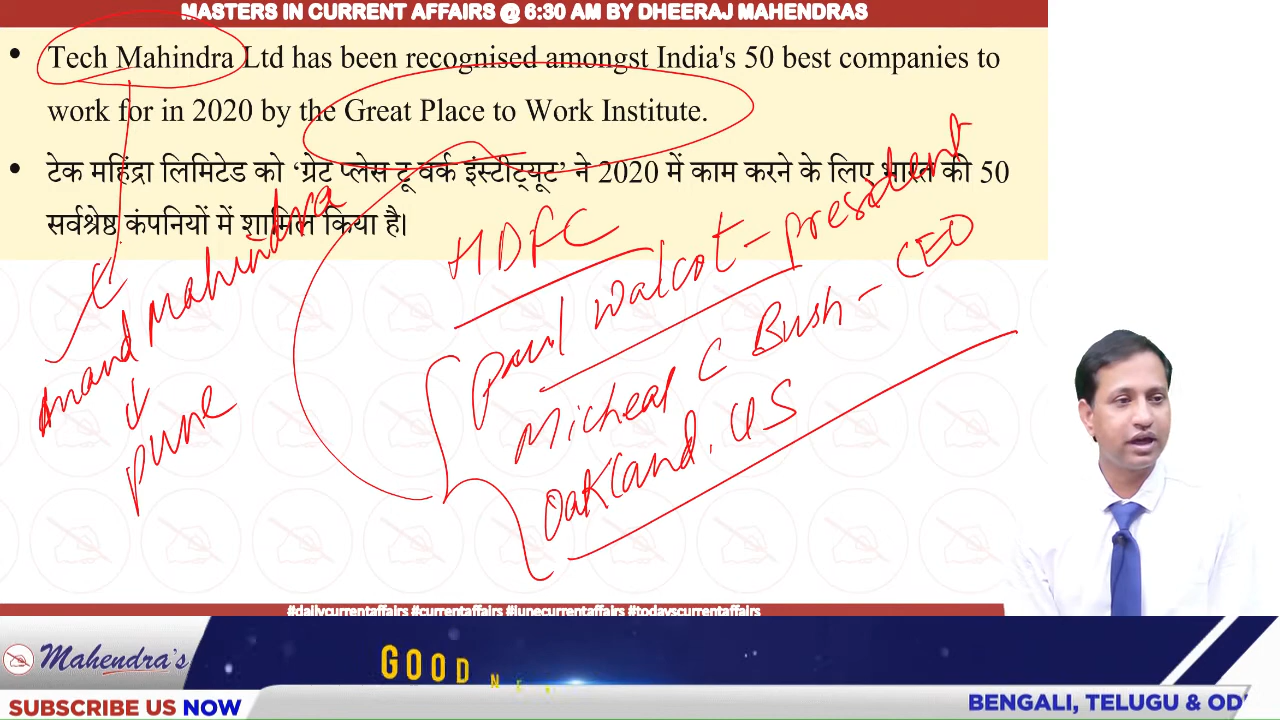 MASTERS IN CURRENT AFFAIRS @ 6:30 AM BY DHEERAJ MAHENDRAS
• Tech Mahindra Ltd has been recognised amongst India's 50 best companies to
work for in 2020 by the Great Place to Work Institute.
• टेक महिंद्रा लिमिटेड को ‘ग्रेट प्लेस टू वर्क इंस्टीट्यूट’ ने 2020 में काम करने के लिए भारत की 50
सर्वश्रेष्ठ कंपनियों में शामिल किया है।
HDFC
Paul Walcot - president
Micheal C Bush - CEO
Oakland, US
Anand Mahindra
Pune
#dailycurrentaffairs #currentaffairs #junecurrentaffairs #todayscurrentaffairs
Mahendra's
GOOD NE
SUBSCRIBE US NOW
BENGALI, TELUGU & OD